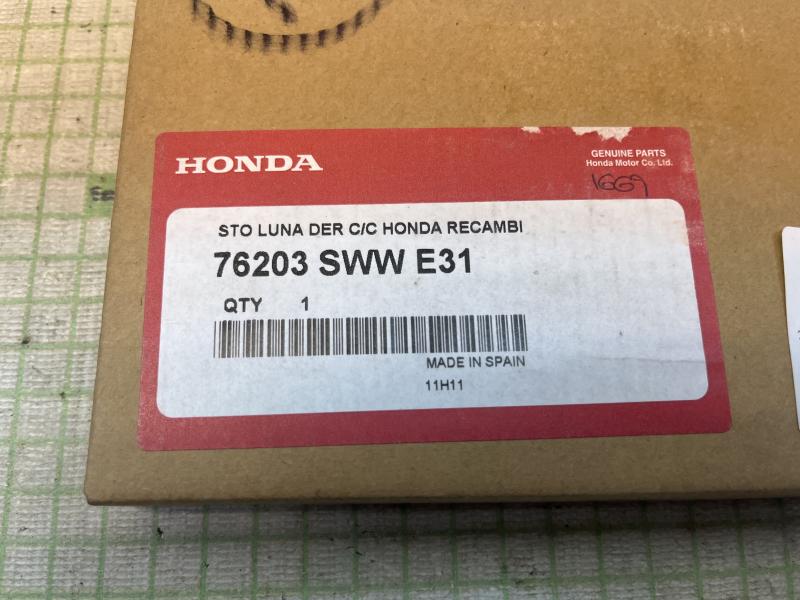 HONDA
GENUINE PARTS
Honda Motor Co. Ltd.
1669
STO LUNA DER C/C HONDA RECAMBI
76203 SWW E31
QTY 1
MADE IN SPAIN
11H11